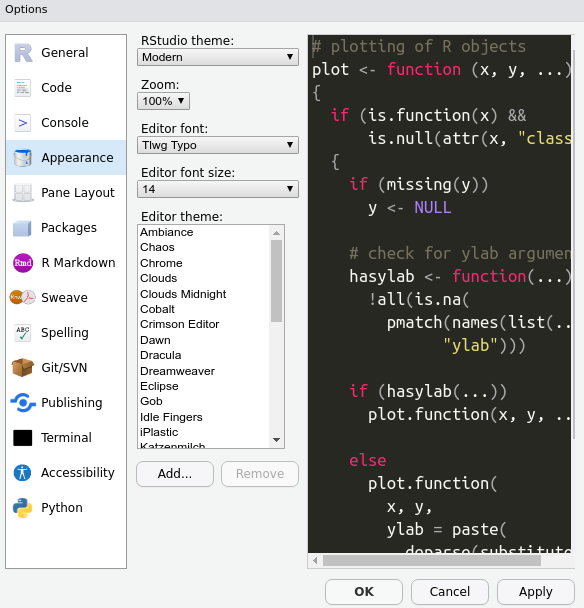 Options
General
Code
Console
Appearance
Pane Layout
Packages
Rmd R Markdown
Sweave
ABC Spelling
Git/SVN
Publishing
Terminal
Accessibility
Python
RStudio theme:
Modern
Zoom:
100%
Editor font:
Tlwg Typo
Editor font size:
14
Editor theme:
Ambiance
Chaos
Chrome
Clouds
Clouds Midnight
Cobalt
Crimson Editor
Dawn
Dracula
Dreamweaver
Eclipse
Gob
Idle Fingers
iPlastic
Katzenmilch
Add...
Remove
# plotting of R objects
plot <- function (x, y, ...)
{
if (is.function(x) &&
is.null(attr(x, "class
{
if (missing(y))
y <- NULL
# check for ylab argumen
hasylab <- function(...)
!all(is.na(
pmatch(names(list(..
"ylab")))
if (hasylab(...))
plot.function(x, y, ..
else
plot.function(
x, y,
ylab = paste(
deparse(substitute
OK
Cancel
Apply